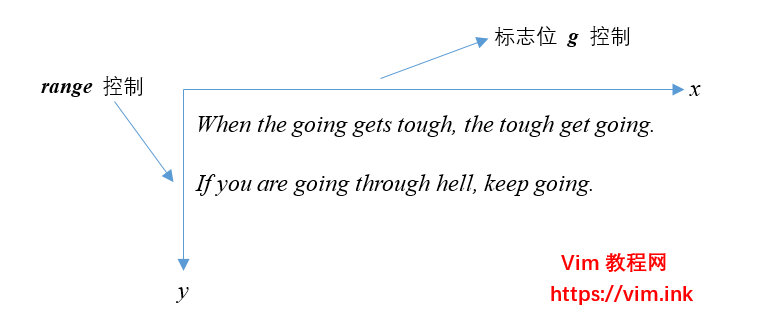 标志位 g 控制
range 控制
x
When the going gets tough, the tough get going.
If you are going through hell, keep going.
Vim 教程网
https://vim.ink
y